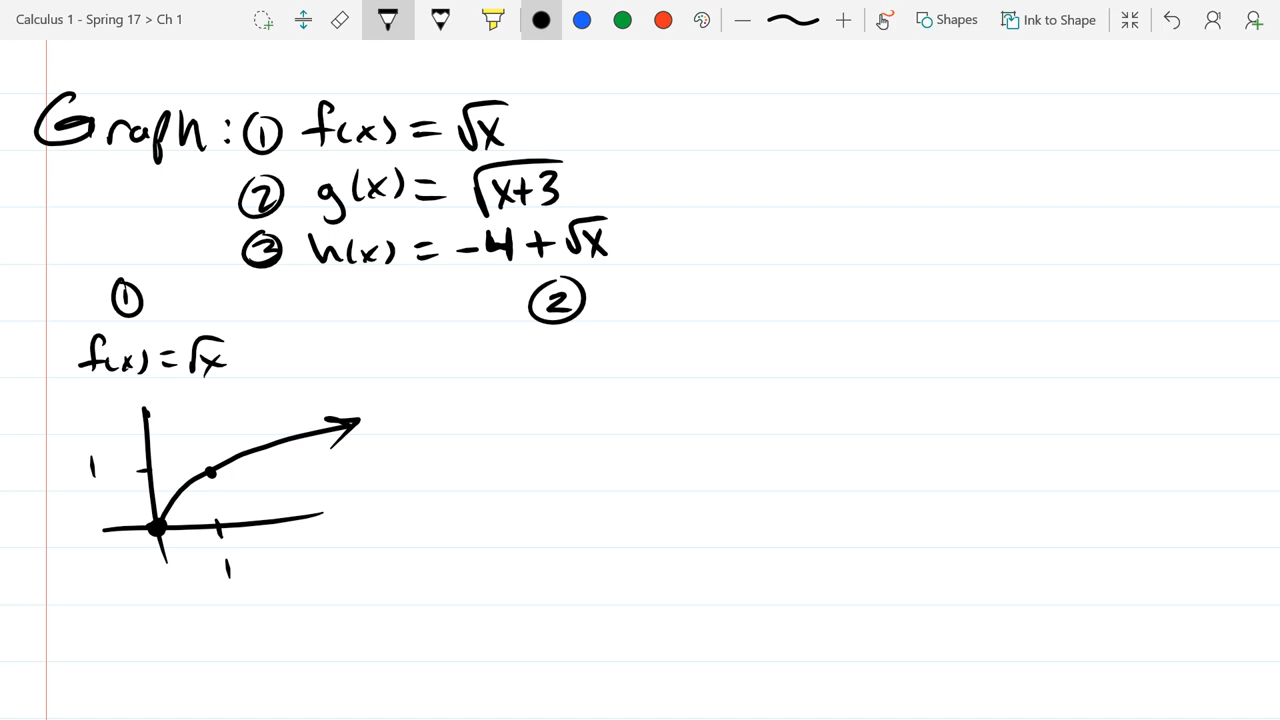 Calculus 1 - Spring 17 > Ch 1 Shapes Ink to Shape
Graph: ① f(x) = √x
② g(x) = √x+3
③ h(x) = -4 + √x
① ②
f(x) = √x
1
1